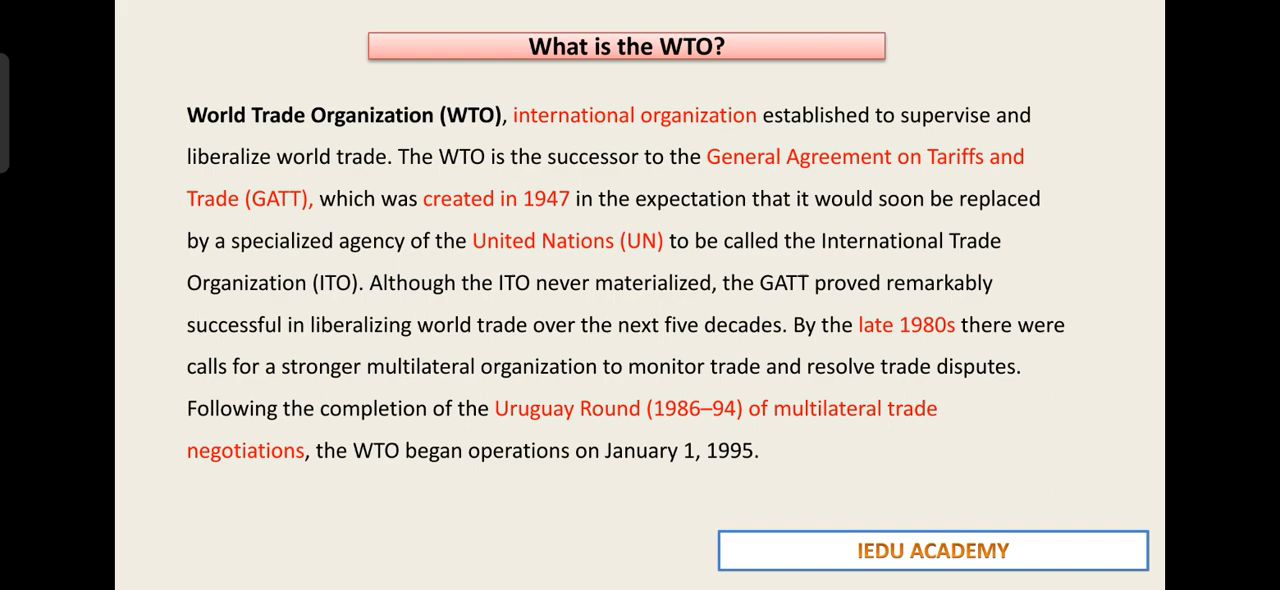 What is the WTO?
World Trade Organization (WTO), international organization established to supervise and
liberalize world trade. The WTO is the successor to the General Agreement on Tariffs and
Trade (GATT), which was created in 1947 in the expectation that it would soon be replaced
by a specialized agency of the United Nations (UN) to be called the International Trade
Organization (ITO). Although the ITO never materialized, the GATT proved remarkably
successful in liberalizing world trade over the next five decades. By the late 1980s there were
calls for a stronger multilateral organization to monitor trade and resolve trade disputes.
Following the completion of the Uruguay Round (1986–94) of multilateral trade
negotiations, the WTO began operations on January 1, 1995.
IEDU ACADEMY